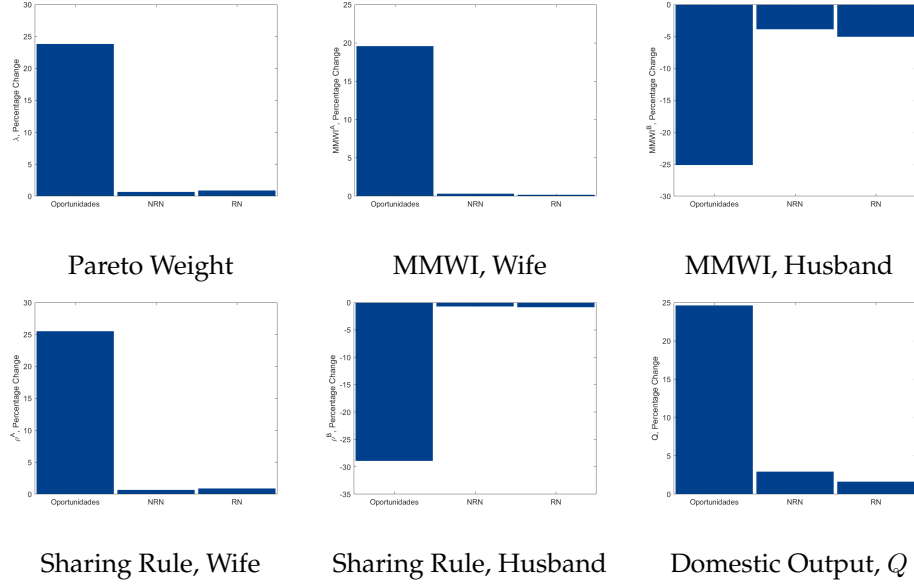 30
25
20
15
10
5
0
λ, Percentage Change
Oportunidades NRN RN
Pareto Weight
25
20
15
10
5
0
MMWI^A, Percentage Change
Oportunidades NRN RN
MMWI, Wife
0
-5
-10
-15
-20
-25
-30
MMWI^B, Percentage Change
Oportunidades NRN RN
MMWI, Husband
30
25
20
15
10
5
0
ρ^A, Percentage Change
Oportunidades NRN RN
Sharing Rule, Wife
0
-5
-10
-15
-20
-25
-30
-35
ρ^B, Percentage Change
Oportunidades NRN RN
Sharing Rule, Husband
25
20
15
10
5
0
Q, Percentage Change
Oportunidades NRN RN
Domestic Output, Q